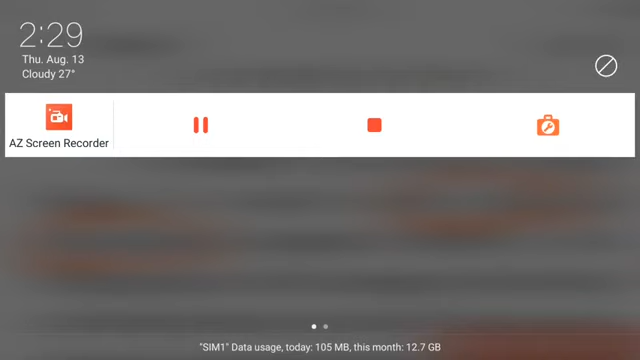 2:29
Thu. Aug. 13
Cloudy 27°
AZ Screen Recorder
"SIM1" Data usage, today: 105 MB, this month: 12.7 GB